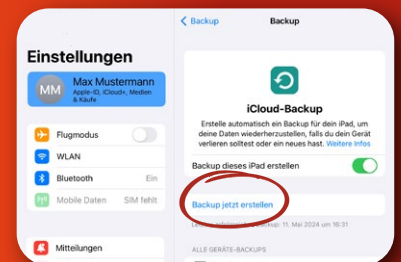 Einstellungen
MM
Max Mustermann
Apple-ID, iCloud+, Medien
& Käufe
Flugmodus
WLAN
Bluetooth Ein
Mobile Daten SIM fehlt
Mitteilungen
Backup
Backup
iCloud-Backup
Erstelle automatisch ein Backup für dein iPad, um
deine Daten wiederherzustellen, falls du dein Gerät
verlieren solltest oder ein neues hast. Weitere Infos
Backup dieses iPad erstellen
Backup jetzt erstellen
Backup: 11. Mai 2024 um 16:31
ALLE GERÄTE-BACKUPS